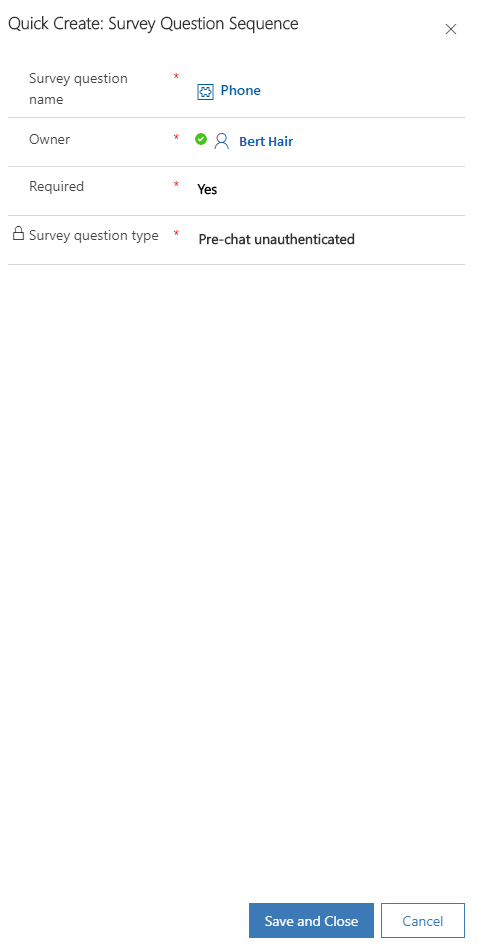 Quick Create: Survey Question Sequence
Survey question
name
*
Phone
Owner
*
Bert Hair
Required
*
Yes
Survey question type
*
Pre-chat unauthenticated
Save and Close
Cancel